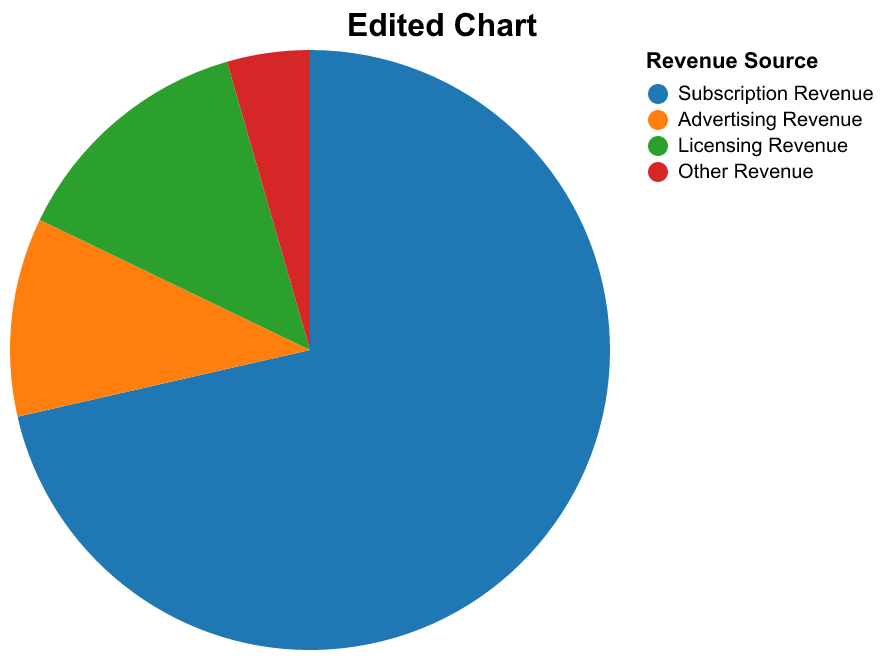 Edited Chart
Revenue Source
Subscription Revenue
Advertising Revenue
Licensing Revenue
Other Revenue